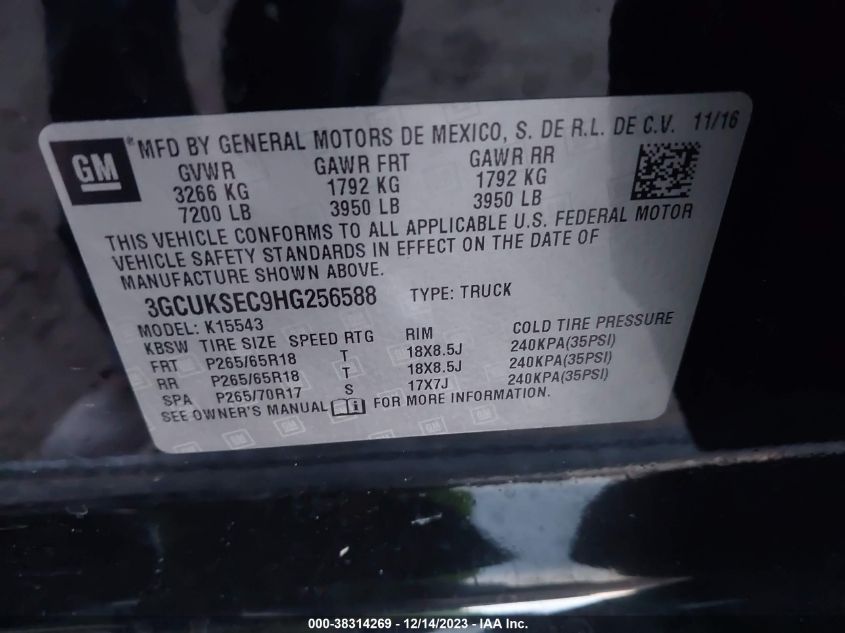 GM
MFD BY GENERAL MOTORS DE MEXICO, S. DE R.L. DE C.V. 11/16
GVWR GAWR FRT GAWR RR
3266 KG 1792 KG 1792 KG
7200 LB 3950 LB 3950 LB
THIS VEHICLE CONFORMS TO ALL APPLICABLE U.S. FEDERAL MOTOR
VEHICLE SAFETY STANDARDS IN EFFECT ON THE DATE OF
MANUFACTURE SHOWN ABOVE.
3GCUKSEC9HG256588 TYPE: TRUCK
MODEL: K15543
KBSW TIRE SIZE SPEED RTG RIM COLD TIRE PRESSURE
FRT P265/65R18 T 18X8.5J 240KPA(35PSI)
RR P265/65R18 T 18X8.5J 240KPA(35PSI)
SPA P265/70R17 S 17X7J 240KPA(35PSI)
SEE OWNER'S MANUAL FOR MORE INFORMATION.
000-38314269 - 12/14/2023 - IAA Inc.